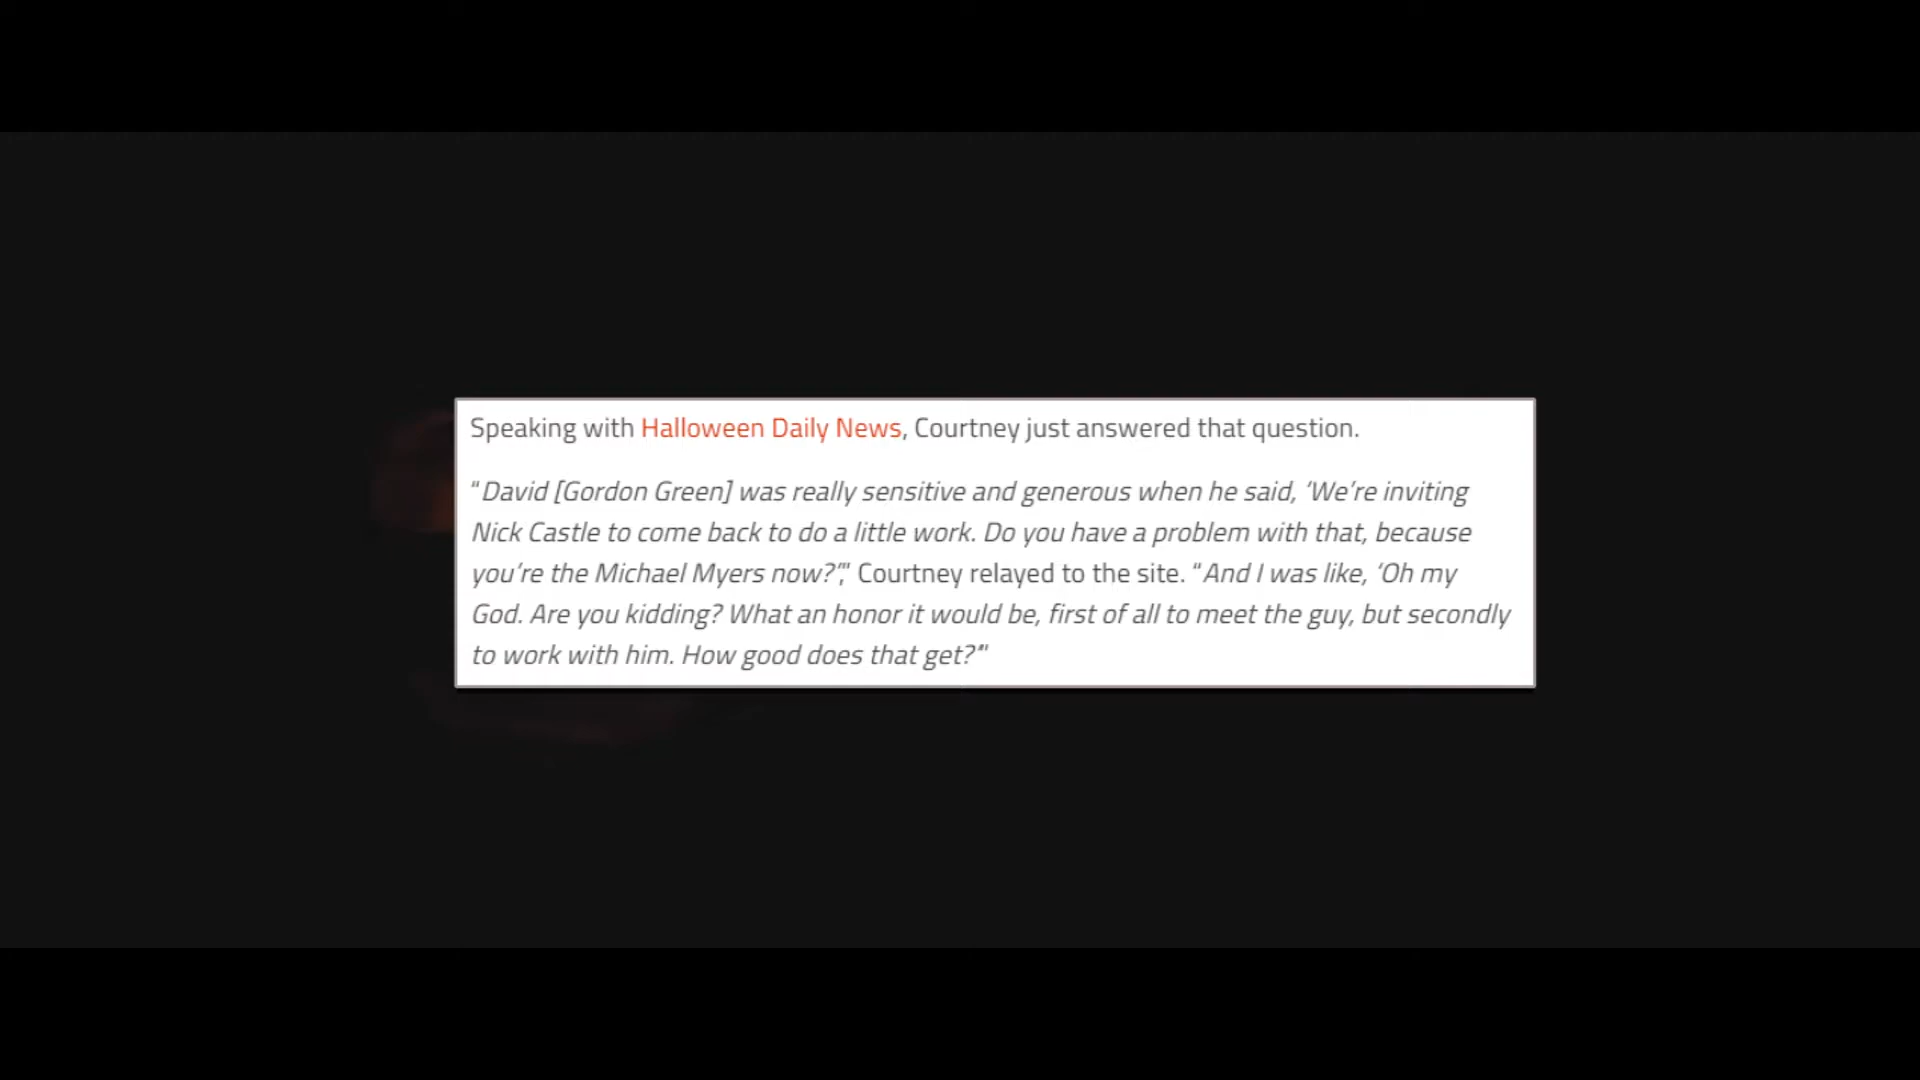 Speaking with Halloween Daily News, Courtney just answered that question.
“David [Gordon Green] was really sensitive and generous when he said, ‘We’re inviting
Nick Castle to come back to do a little work. Do you have a problem with that, because
you’re the Michael Myers now?’”,” Courtney relayed to the site. “And I was like, ‘Oh my
God. Are you kidding? What an honor it would be, first of all to meet the guy, but secondly
to work with him. How good does that get?’”